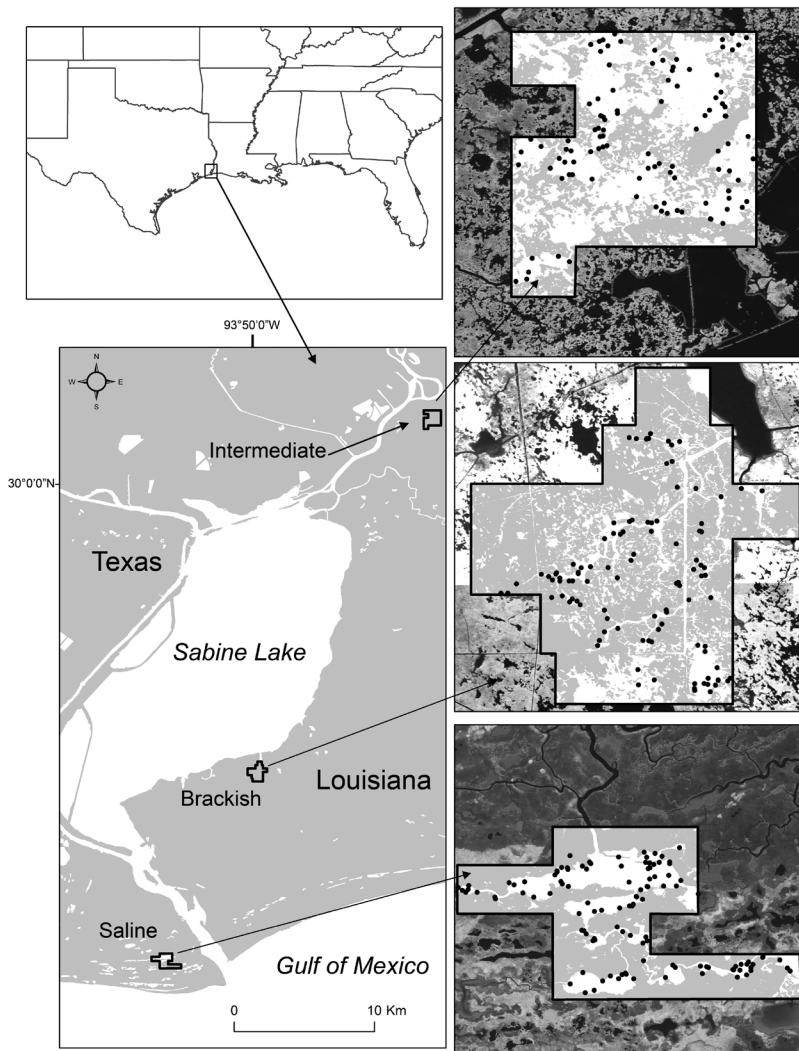 93°50'0"W
N
W E
S
Intermediate
30°0'0"N
Texas
Sabine Lake
Louisiana
Brackish
Saline
Gulf of Mexico
0 10 Km